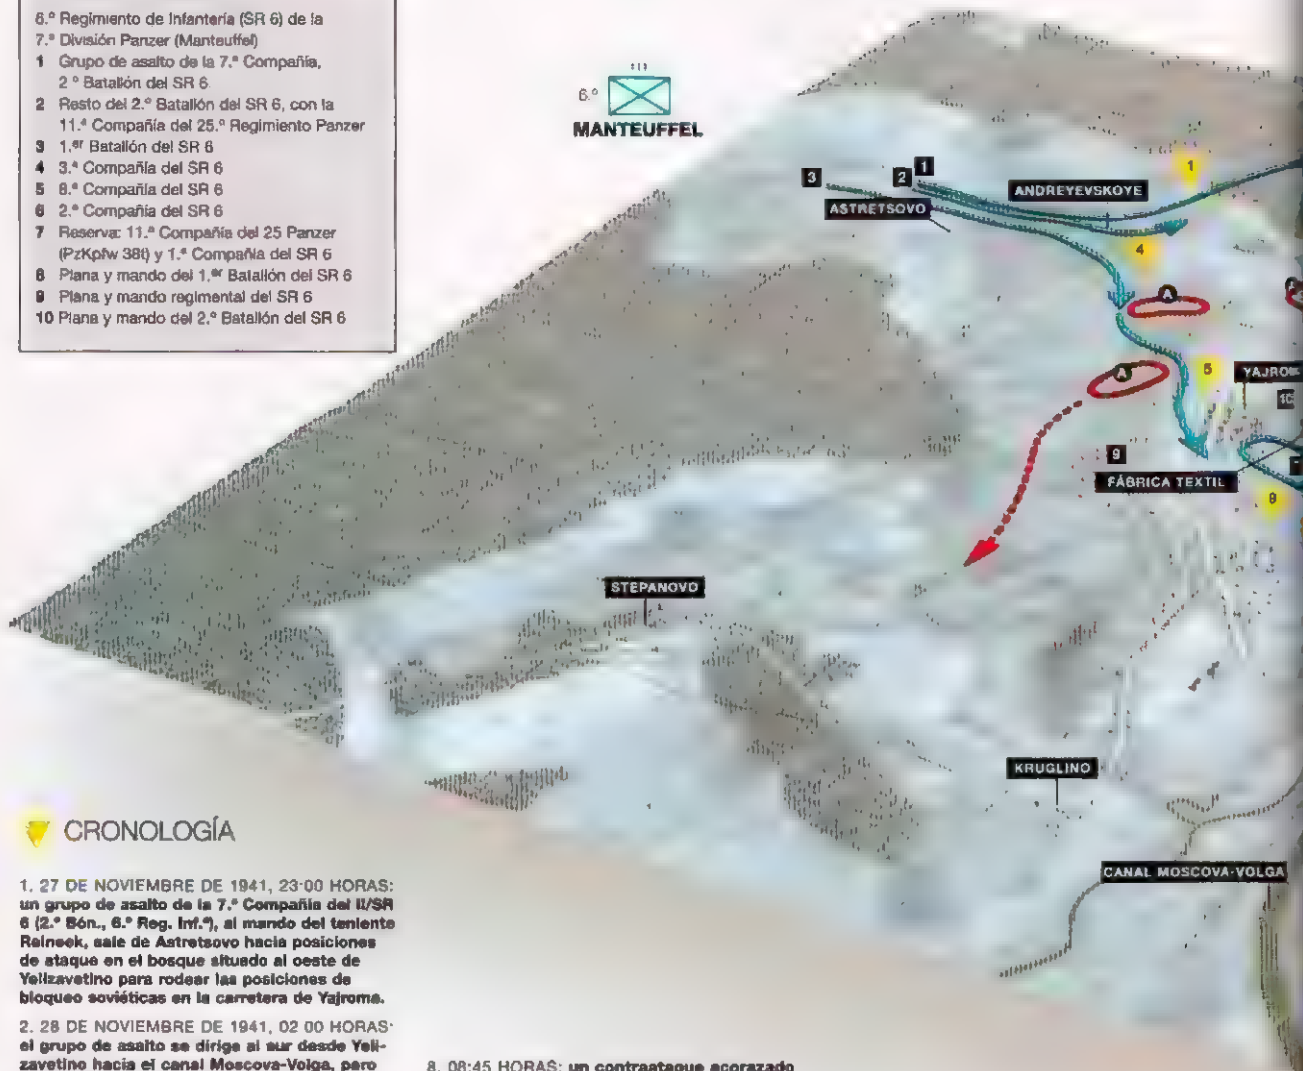 6.º Regimiento de Infantería (SR 6) de la
7.ª División Panzer (Manteuffel)
1 Grupo de asalto de la 7.ª Compañía,
2.º Batallón del SR 6
2 Resto del 2.º Batallón del SR 6, con la
11.ª Compañía del 25.º Regimiento Panzer
3 1.er Batallón del SR 6
4 3.ª Compañía del SR 6
5 8.ª Compañía del SR 6
6 2.ª Compañía del SR 6
7 Reserva: 11.ª Compañía del 25 Panzer
(PzKpfw 38t) y 1.ª Compañía del SR 6
8 Plana y mando del 1.er Batallón del SR 6
9 Plana y mando regimental del SR 6
10 Plana y mando del 2.º Batallón del SR 6
6.º
III
MANTEUFFEL
1
2
3
1
ANDREYEVSKOYE
ASTRETSOVO
4
A
A
5
YAJROM
10
9
FÁBRICA TEXTIL
8
STEPANOVO
KRUGLINO
CANAL MOSCOVA-VOLGA
CRONOLOGÍA
1. 27 DE NOVIEMBRE DE 1941, 23:00 HORAS:
un grupo de asalto de la 7.ª Compañía del II/SR
6 (2.º Bón., 6.º Reg. Inf.ª), al mando del teniente
Reineek, sale de Astretsovo hacia posiciones
de ataque en el bosque situado al oeste de
Yelizavetino para rodear las posiciones de
bloqueo soviéticas en la carretera de Yajroma.
2. 28 DE NOVIEMBRE DE 1941, 02 00 HORAS:
el grupo de asalto se dirige al sur desde Yeli-
zavetino hacia el canal Moscova-Volga, pero
8. 08:45 HORAS: un contraataque acorazado